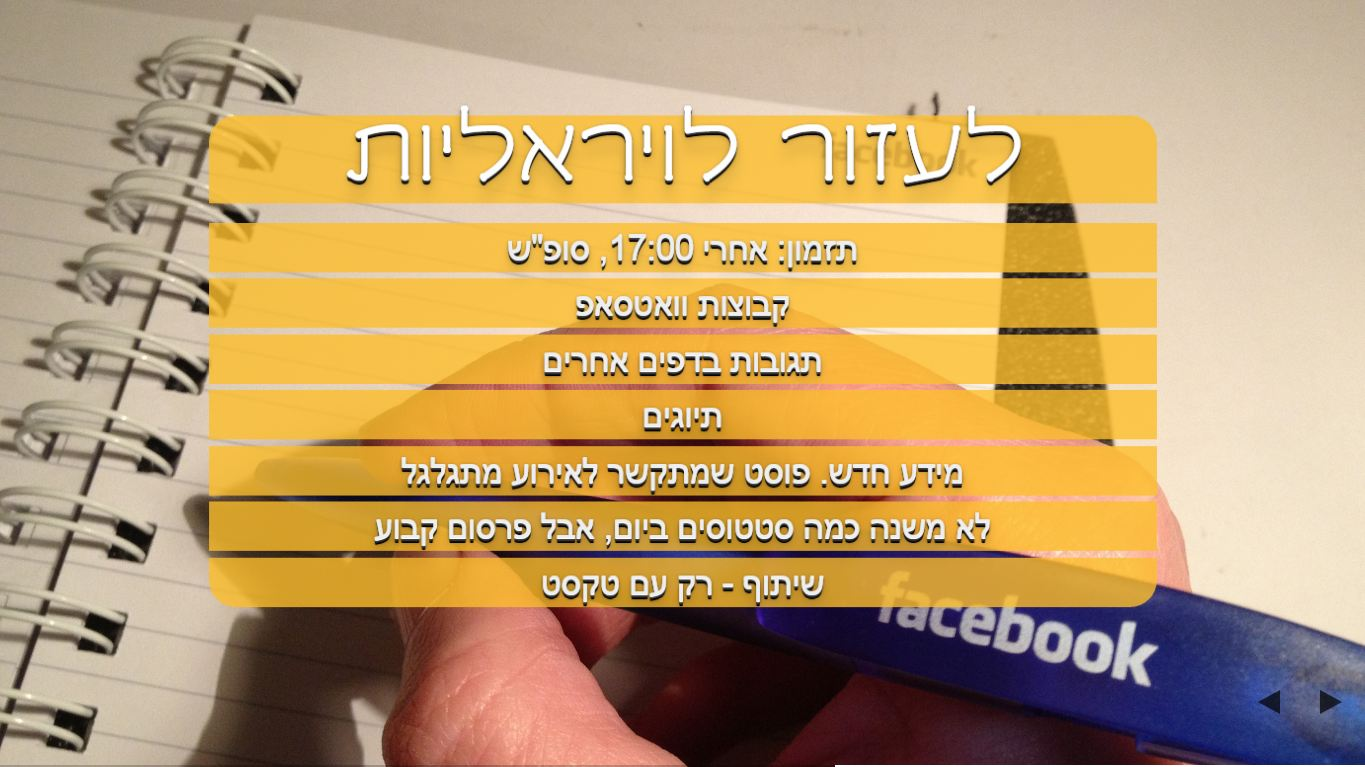 לעזור לויראליות
תזמון: אחרי 17:00, סופ"ש
קבוצות וואטסאפ
תגובות בדפים אחרים
תיוגים
מידע חדש. פוסט שמתקשר לאירוע מתגלגל
לא משנה כמה סטטוסים ביום, אבל פרסום קבוע
שיתוף - רק עם טקסט
facebook